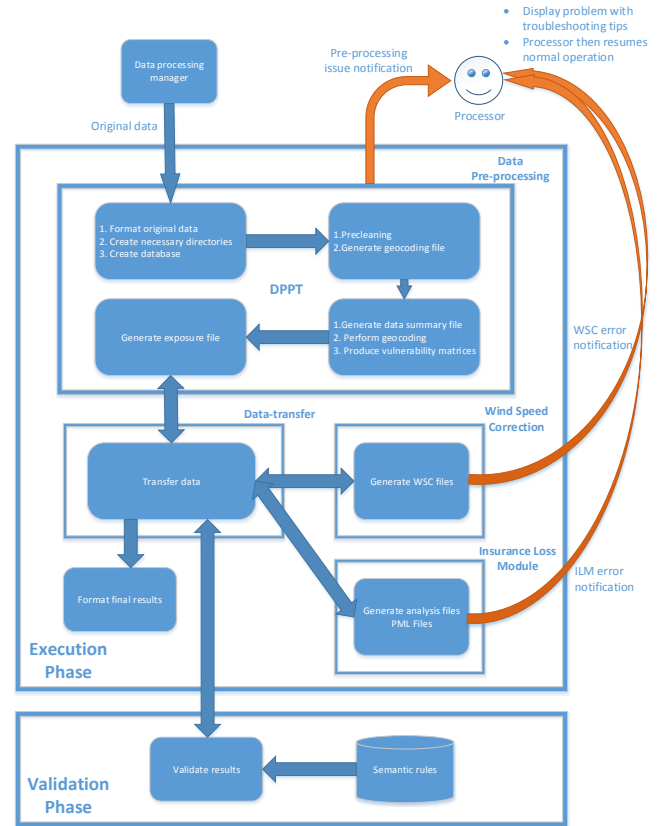 • Display problem with
troubleshooting tips
• Processor then resumes
normal operation
Pre-processing
issue notification
Data processing
manager
Processor
Original data
Data
Pre-processing
1. Format original data
2. Create necessary directories
3. Create database
1.Precleaning
2.Generate geocoding file
DPPT
Generate exposure file
1.Generate data summary file
2. Perform geocoding
3. Produce vulnerability matrices
WSC error
notification
Data-transfer
Wind Speed
Correction
Transfer data
Generate WSC files
Insurance Loss
Module
ILM error
notification
Format final results
Generate analysis files
PML Files
Execution
Phase
Validate results
Semantic rules
Validation
Phase